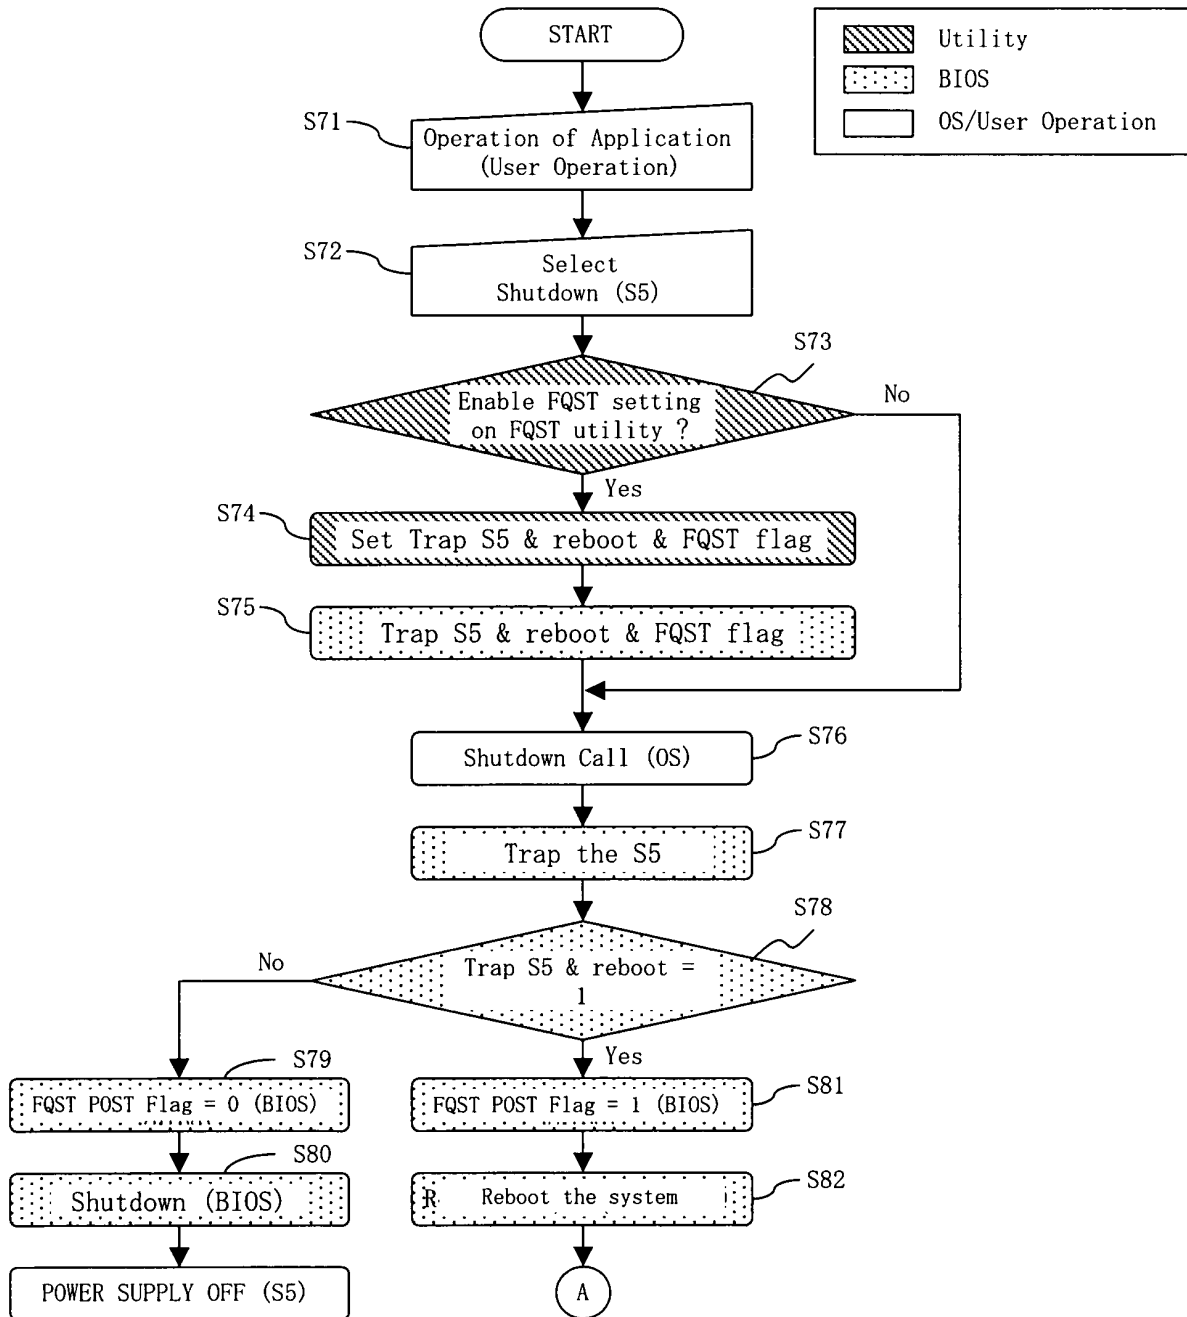 START
Utility
BIOS
OS/User Operation
S71
Operation of Application
(User Operation)
S72
Select
Shutdown (S5)
S73
Enable FQST setting
on FQST utility ?
No
Yes
S74
Set Trap S5 & reboot & FQST flag
S75
Trap S5 & reboot & FQST flag
Shutdown Call (OS)
S76
Trap the S5
S77
S78
Trap S5 & reboot =
1
No
Yes
S79
FQST POST Flag = 0 (BIOS)
FQST POST Flag = 1 (BIOS)
S81
S80
Shutdown (BIOS)
R Reboot the system
S82
POWER SUPPLY OFF (S5)
A